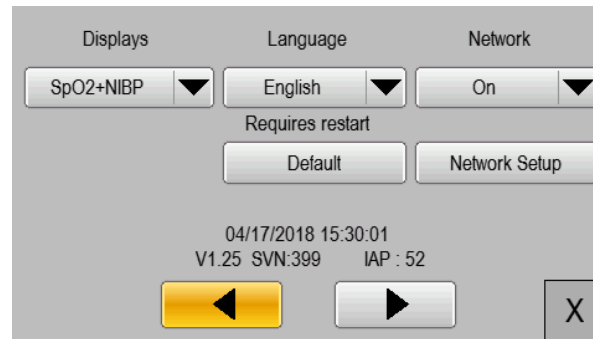 Displays Language Network
SpO2+NIBP English On
Requires restart
Default Network Setup
04/17/2018 15:30:01
V1.25 SVN:399 IAP : 52
X